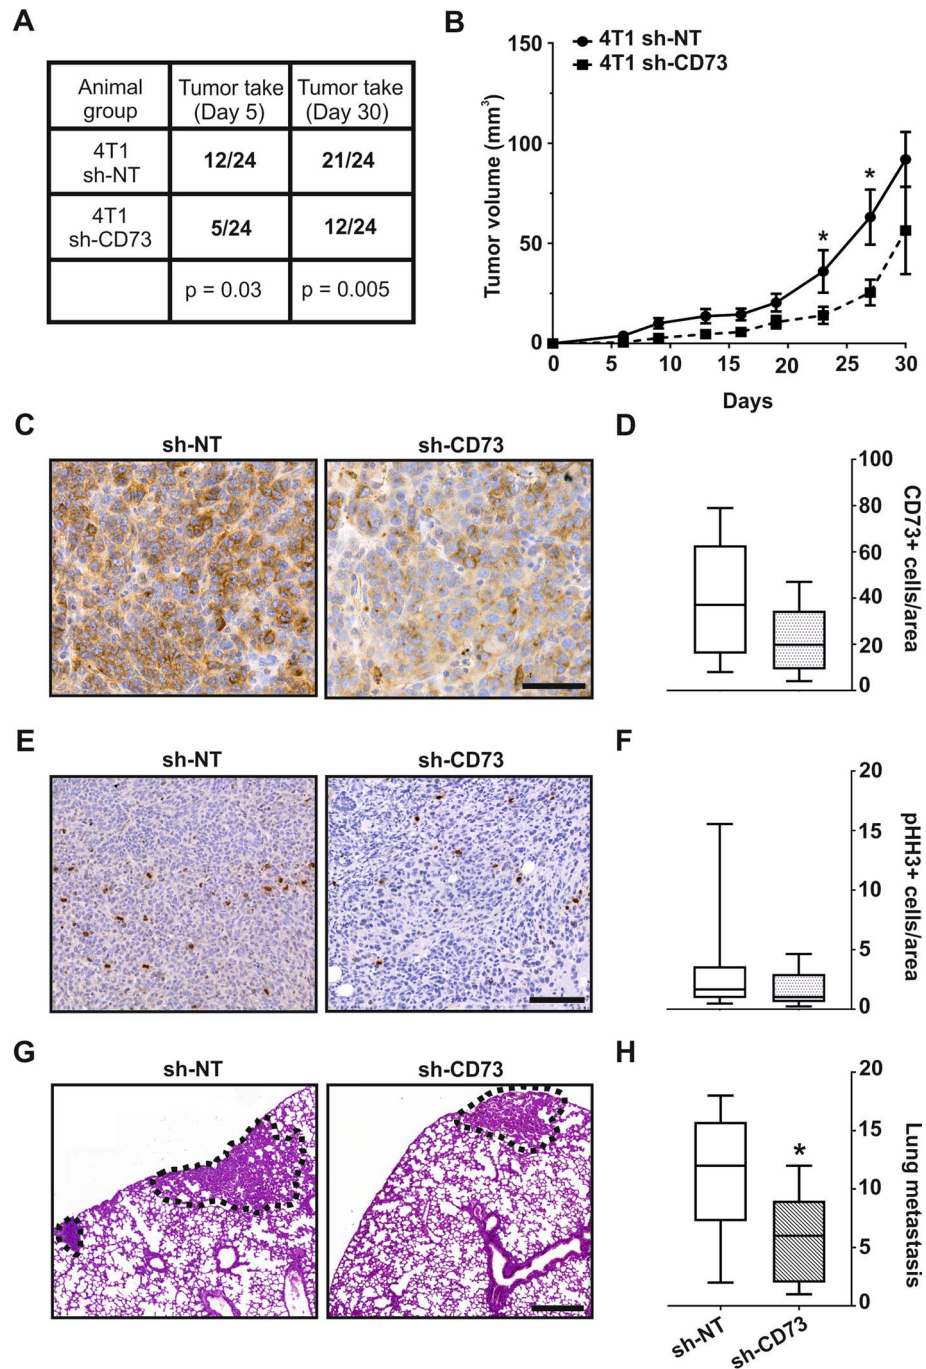 A
Animal
group
Tumor take
(Day 5)
Tumor take
(Day 30)
4T1
sh-NT
12/24
21/24
4T1
sh-CD73
5/24
12/24
p = 0.03
p = 0.005
B
4T1 sh-NT
4T1 sh-CD73
Tumor volume (mm³)
150
100
50
0
*
*
0 5 10 15 20 25 30
Days
C
sh-NT
sh-CD73
D
100
80
60
40
20
0
CD73+ cells/area
E
sh-NT
sh-CD73
F
20
15
10
5
0
pHH3+ cells/area
G
sh-NT
sh-CD73
H
20
15
10
5
0
*
Lung metastasis
sh-NT
sh-CD73